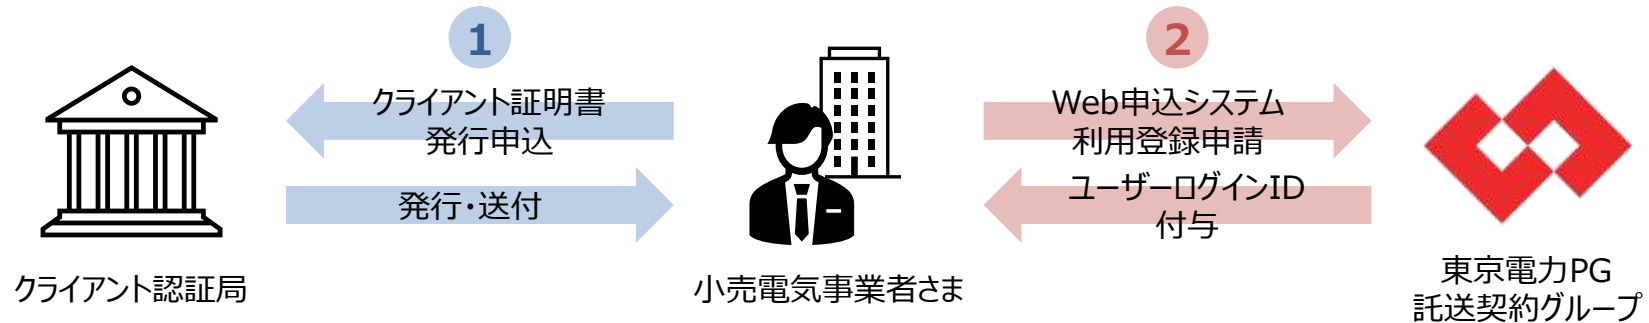 1
クライアント証明書
発行申込
発行・送付
クライアント認証局
小売電気事業者さま
2
Web申込システム
利用登録申請
ユーザーログインID
付与
東京電力PG
託送契約グループ